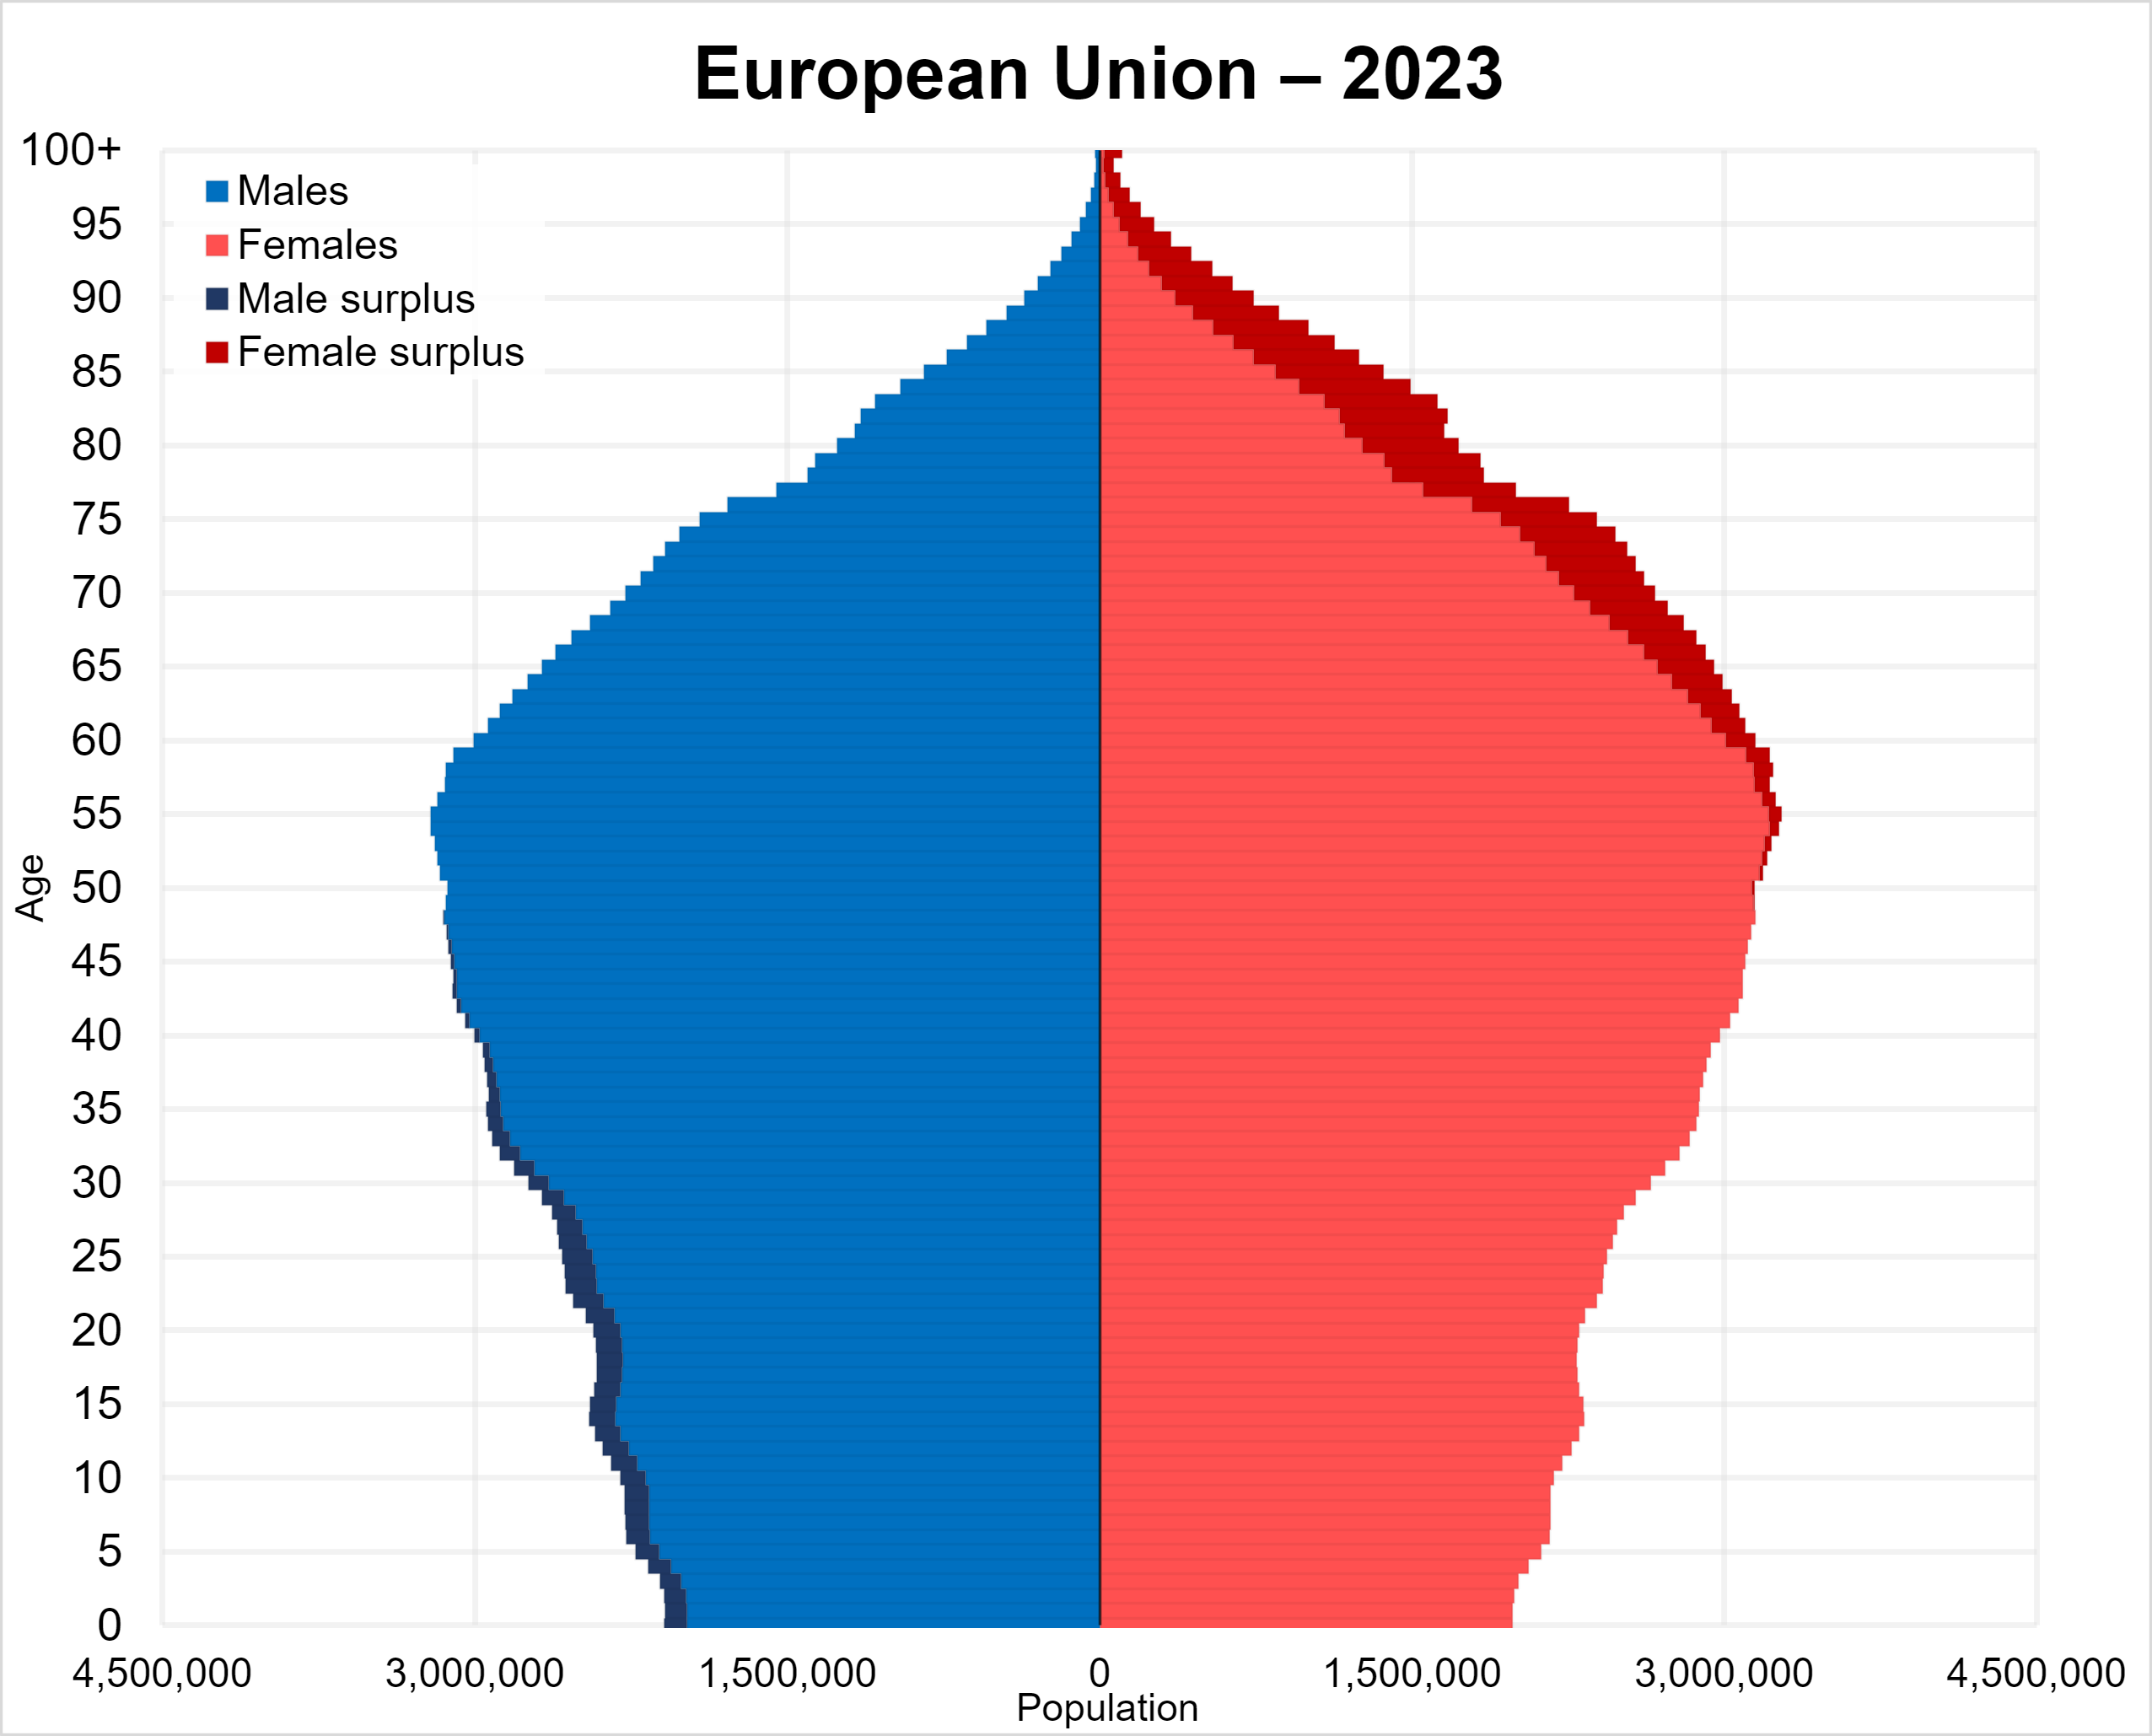 European Union – 2023
100+
95
90
85
80
75
70
65
60
55
50
45
40
35
30
25
20
15
10
5
0
Males
Females
Male surplus
Female surplus
Age
4,500,000 3,000,000 1,500,000 0 1,500,000 3,000,000 4,500,000
Population